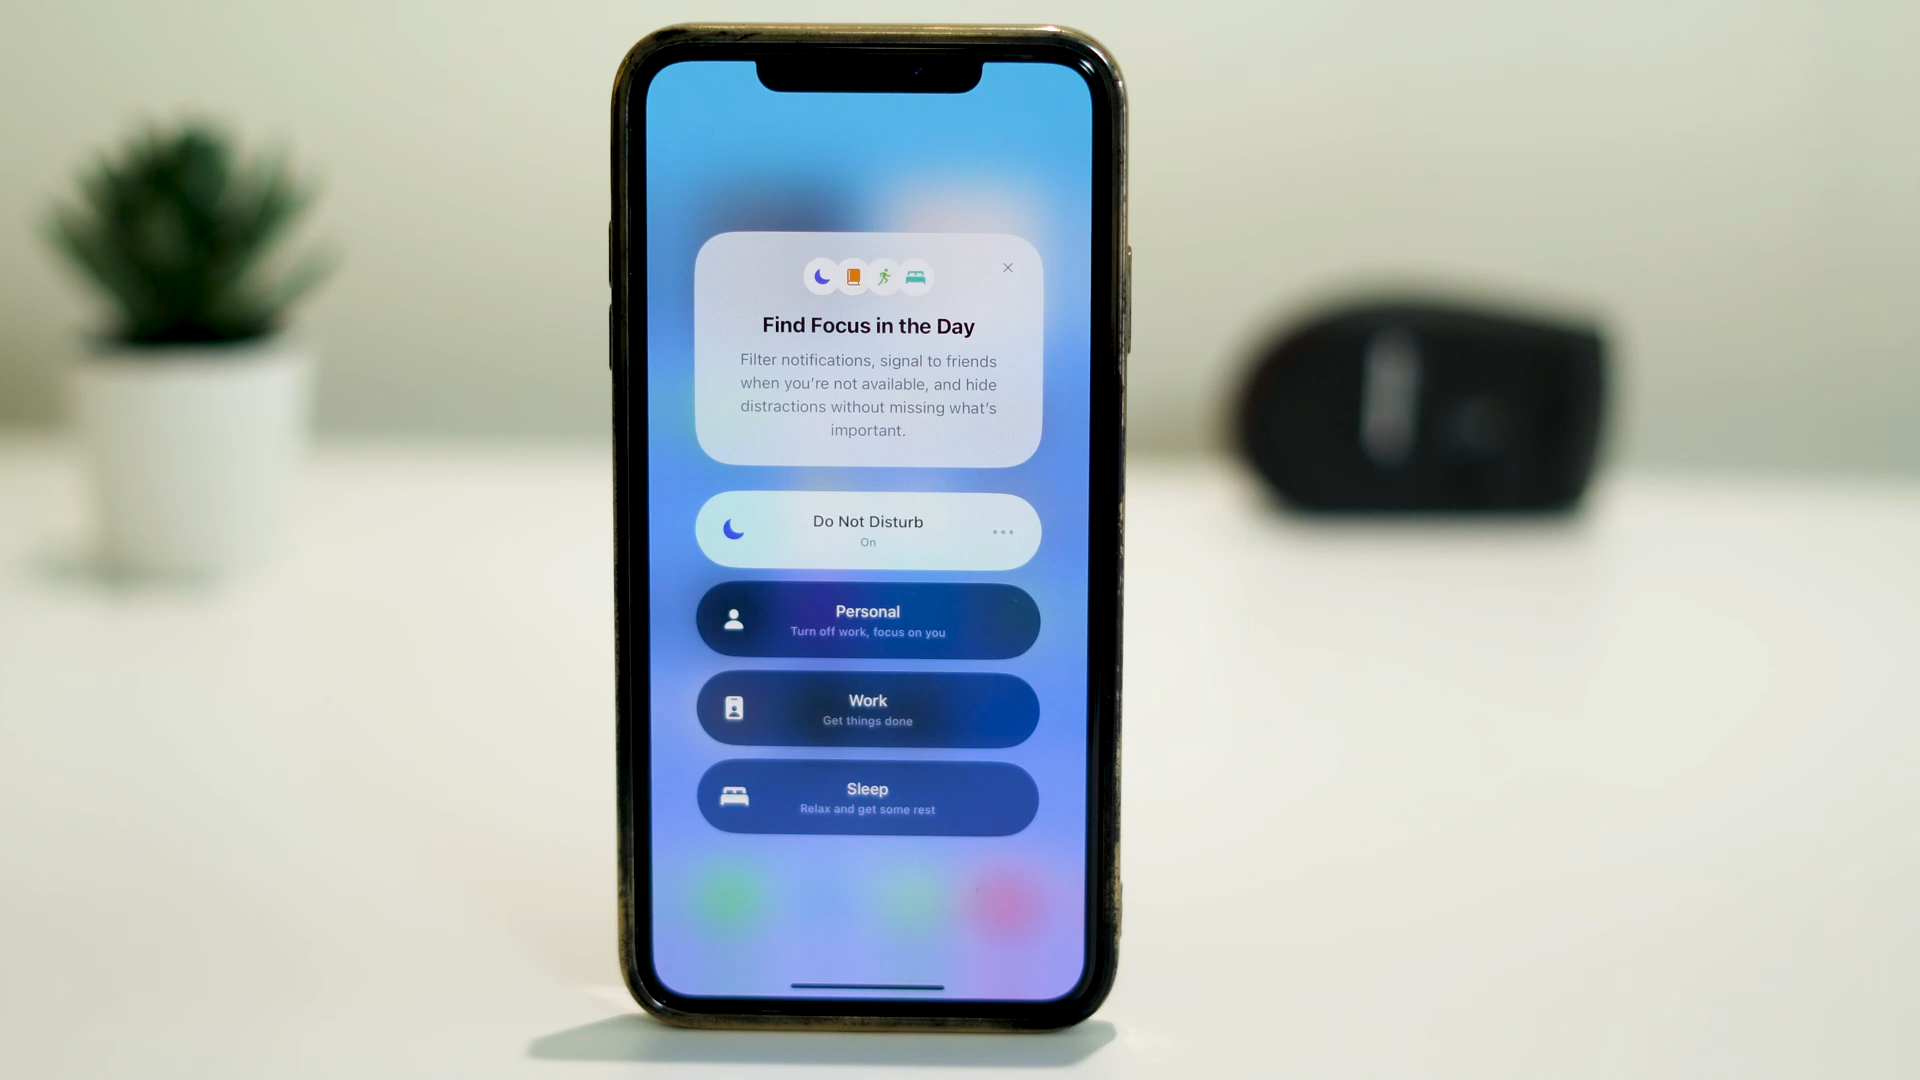 Find Focus in the Day
Filter notifications, signal to friends
when you're not available, and hide
distractions without missing what's
important.
Do Not Disturb
On
Personal
Turn off work, focus on you
Work
Get things done
Sleep
Relax and get some rest